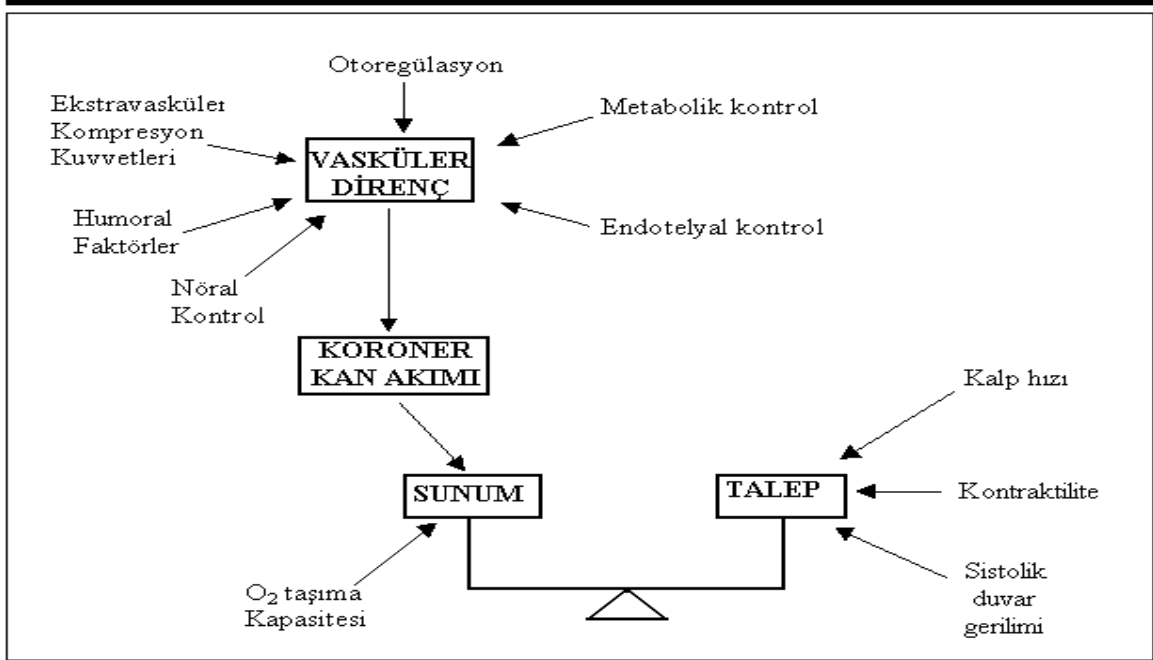 Otoregülasyon
Ekstravasküler
Kompresyon
Kuvvetleri
Metabolik kontrol
VASKÜLER
DİRENÇ
Humoral
Faktörler
Endotelyal kontrol
Nöral
Kontrol
KORONER
KAN AKIMI
Kalp hızı
SUNUM
TALEP
Kontraktilite
O₂ taşıma
Kapasitesi
Sistolik
duvar
gerilimi